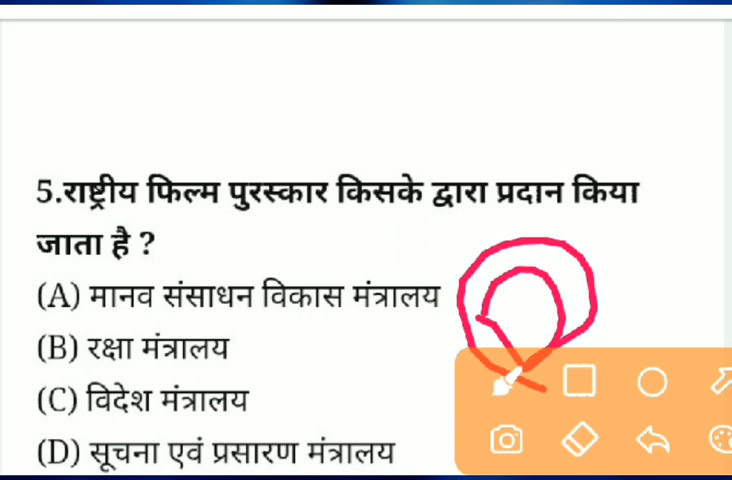 5.राष्ट्रीय फिल्म पुरस्कार किसके द्वारा प्रदान किया
जाता है ?
(A) मानव संसाधन विकास मंत्रालय
(B) रक्षा मंत्रालय
(C) विदेश मंत्रालय
(D) सूचना एवं प्रसारण मंत्रालय